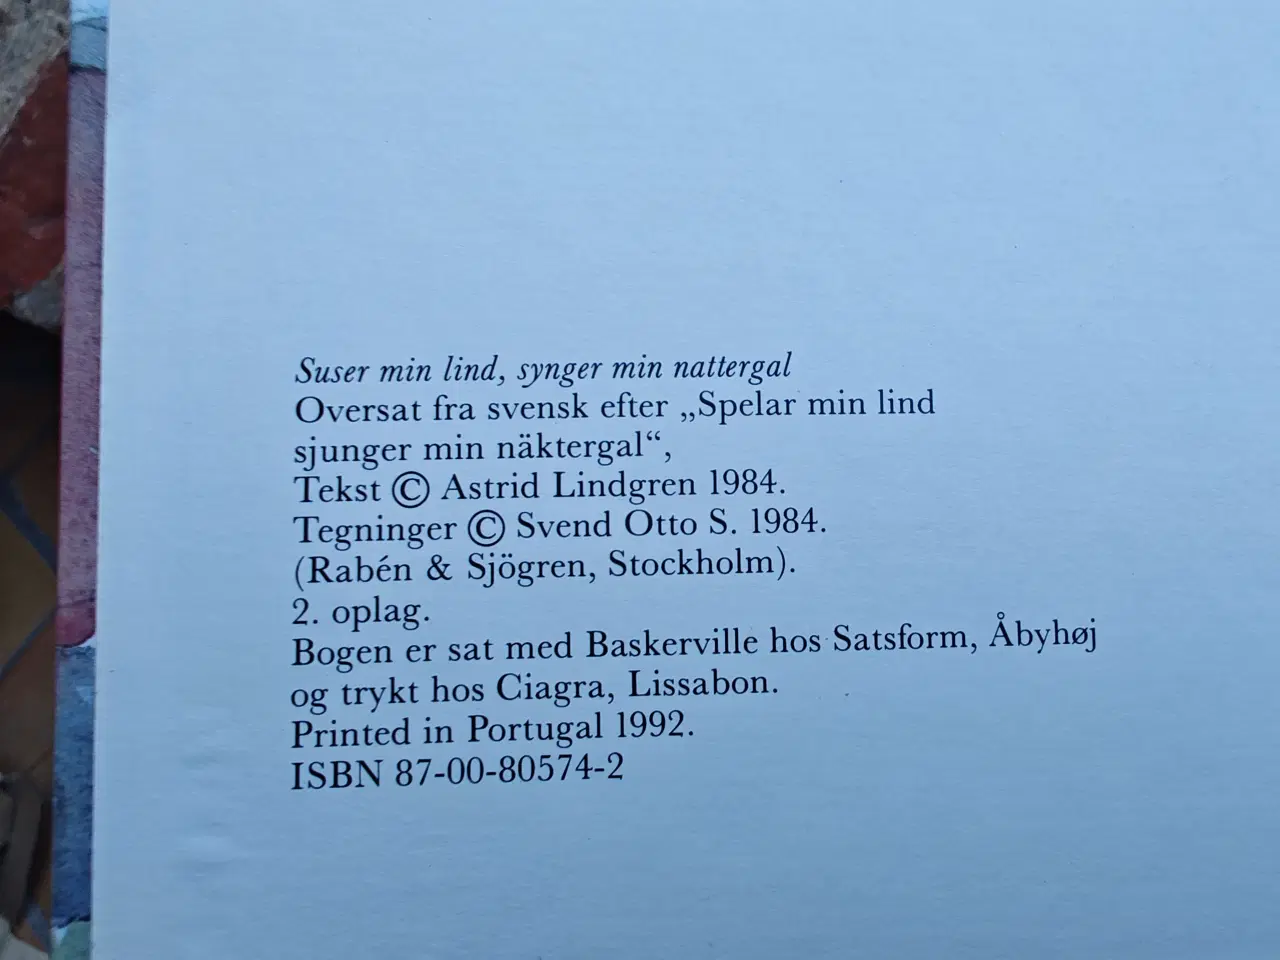 Suser min lind, synger min nattergal
Oversat fra svensk efter „Spelar min lind
sjunger min näktergal“,
Tekst © Astrid Lindgren 1984.
Tegninger © Svend Otto S. 1984.
(Rabén & Sjögren, Stockholm).
2. oplag.
Bogen er sat med Baskerville hos Satsform, Åbyhøj
og trykt hos Ciagra, Lissabon.
Printed in Portugal 1992.
ISBN 87-00-80574-2